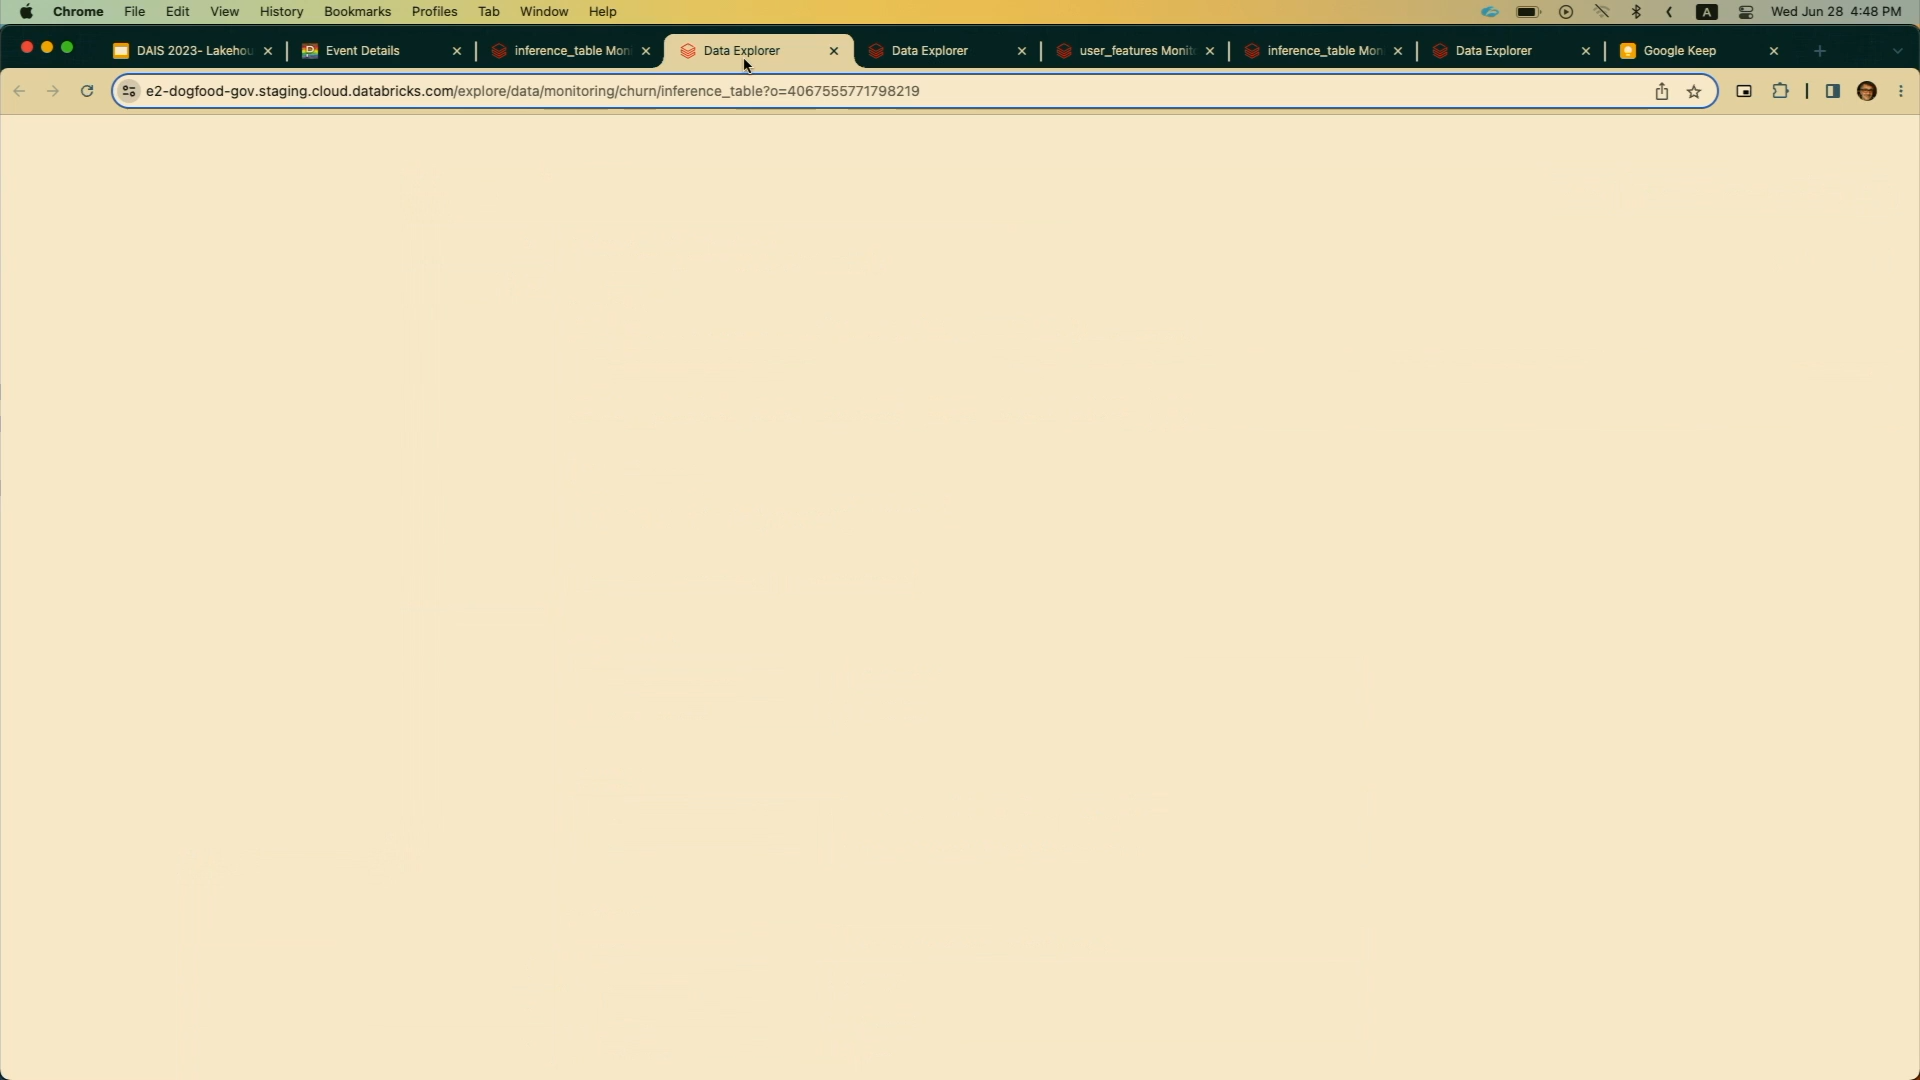 Chrome File Edit View History Bookmarks Profiles Tab Window Help A Wed Jun 28 4:48 PM
DAIS 2023- Lakehou Event Details inference_table Moni Data Explorer Data Explorer user_features Monit inference_table Mon Data Explorer Google Keep
e2-dogfood-gov.staging.cloud.databricks.com/explore/data/monitoring/churn/inference_table?o=4067555771798219